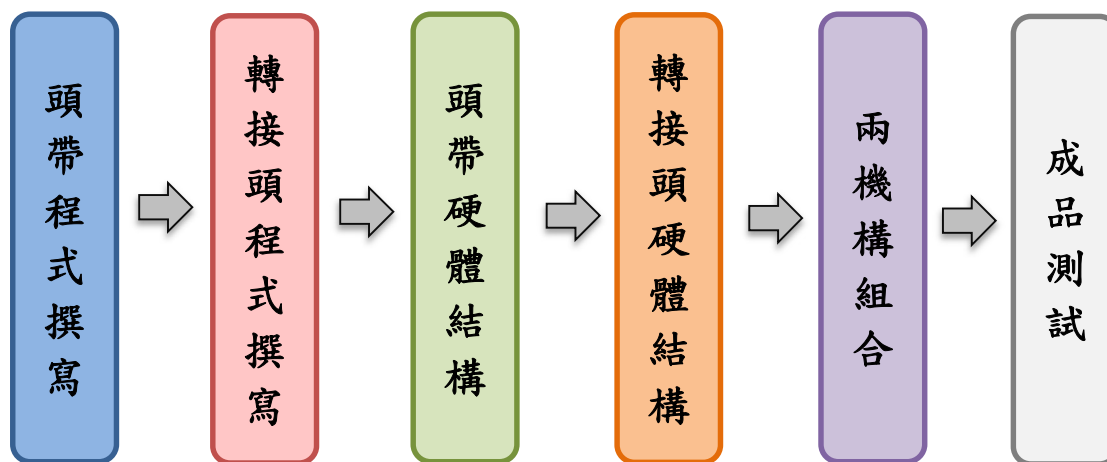 頭帶程式撰寫
轉接頭程式撰寫
頭帶硬體結構
轉接頭硬體結構
兩機構組合
成品測試